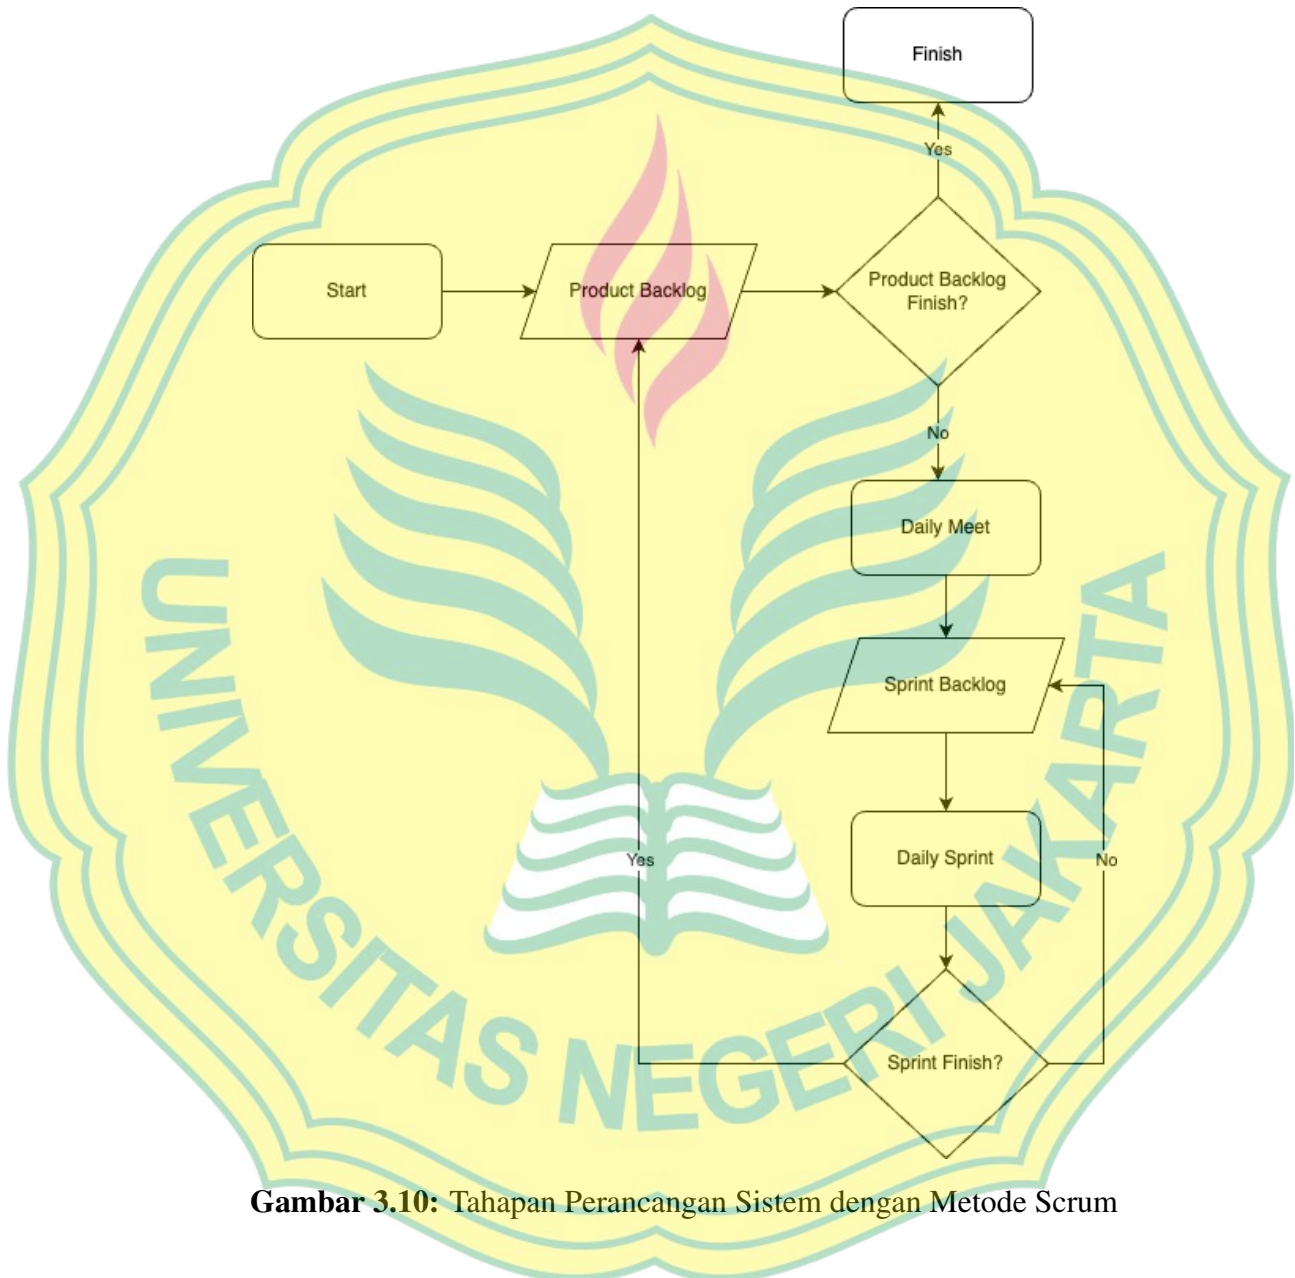 Finish
Yes
Start
Product Backlog
Product Backlog
Finish?
No
Daily Meet
Sprint Backlog
Daily Sprint
Yes
No
Sprint Finish?
UNIVERSITAS NEGERI JAKARTA
Gambar 3.10: Tahapan Perancangan Sistem dengan Metode Scrum